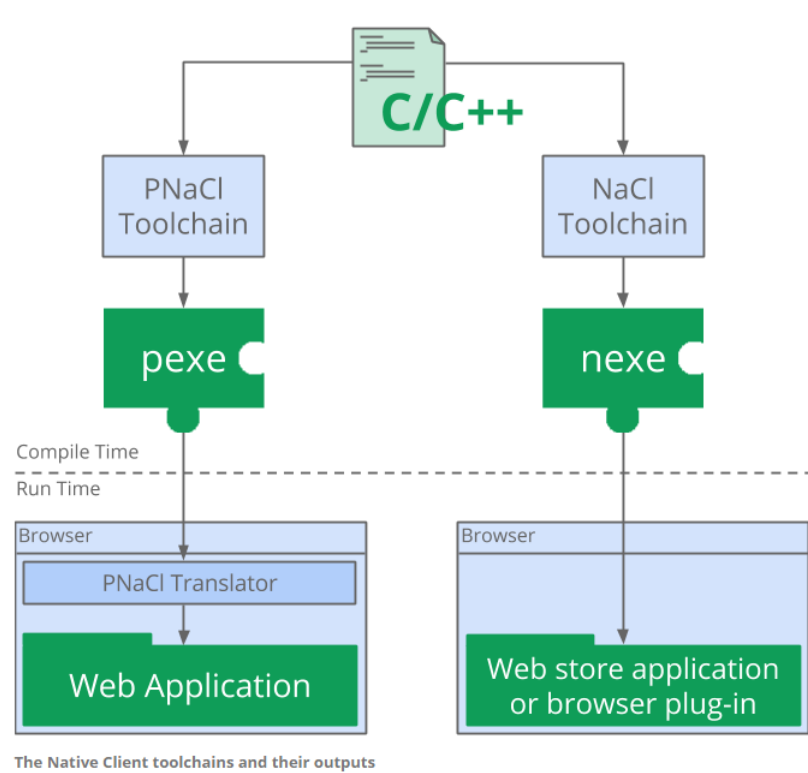 C/C++
PNaCl
Toolchain
NaCl
Toolchain
pexe
nexe
Compile Time
Run Time
Browser
Browser
PNaCl Translator
Web Application
Web store application
or browser plug-in
The Native Client toolchains and their outputs